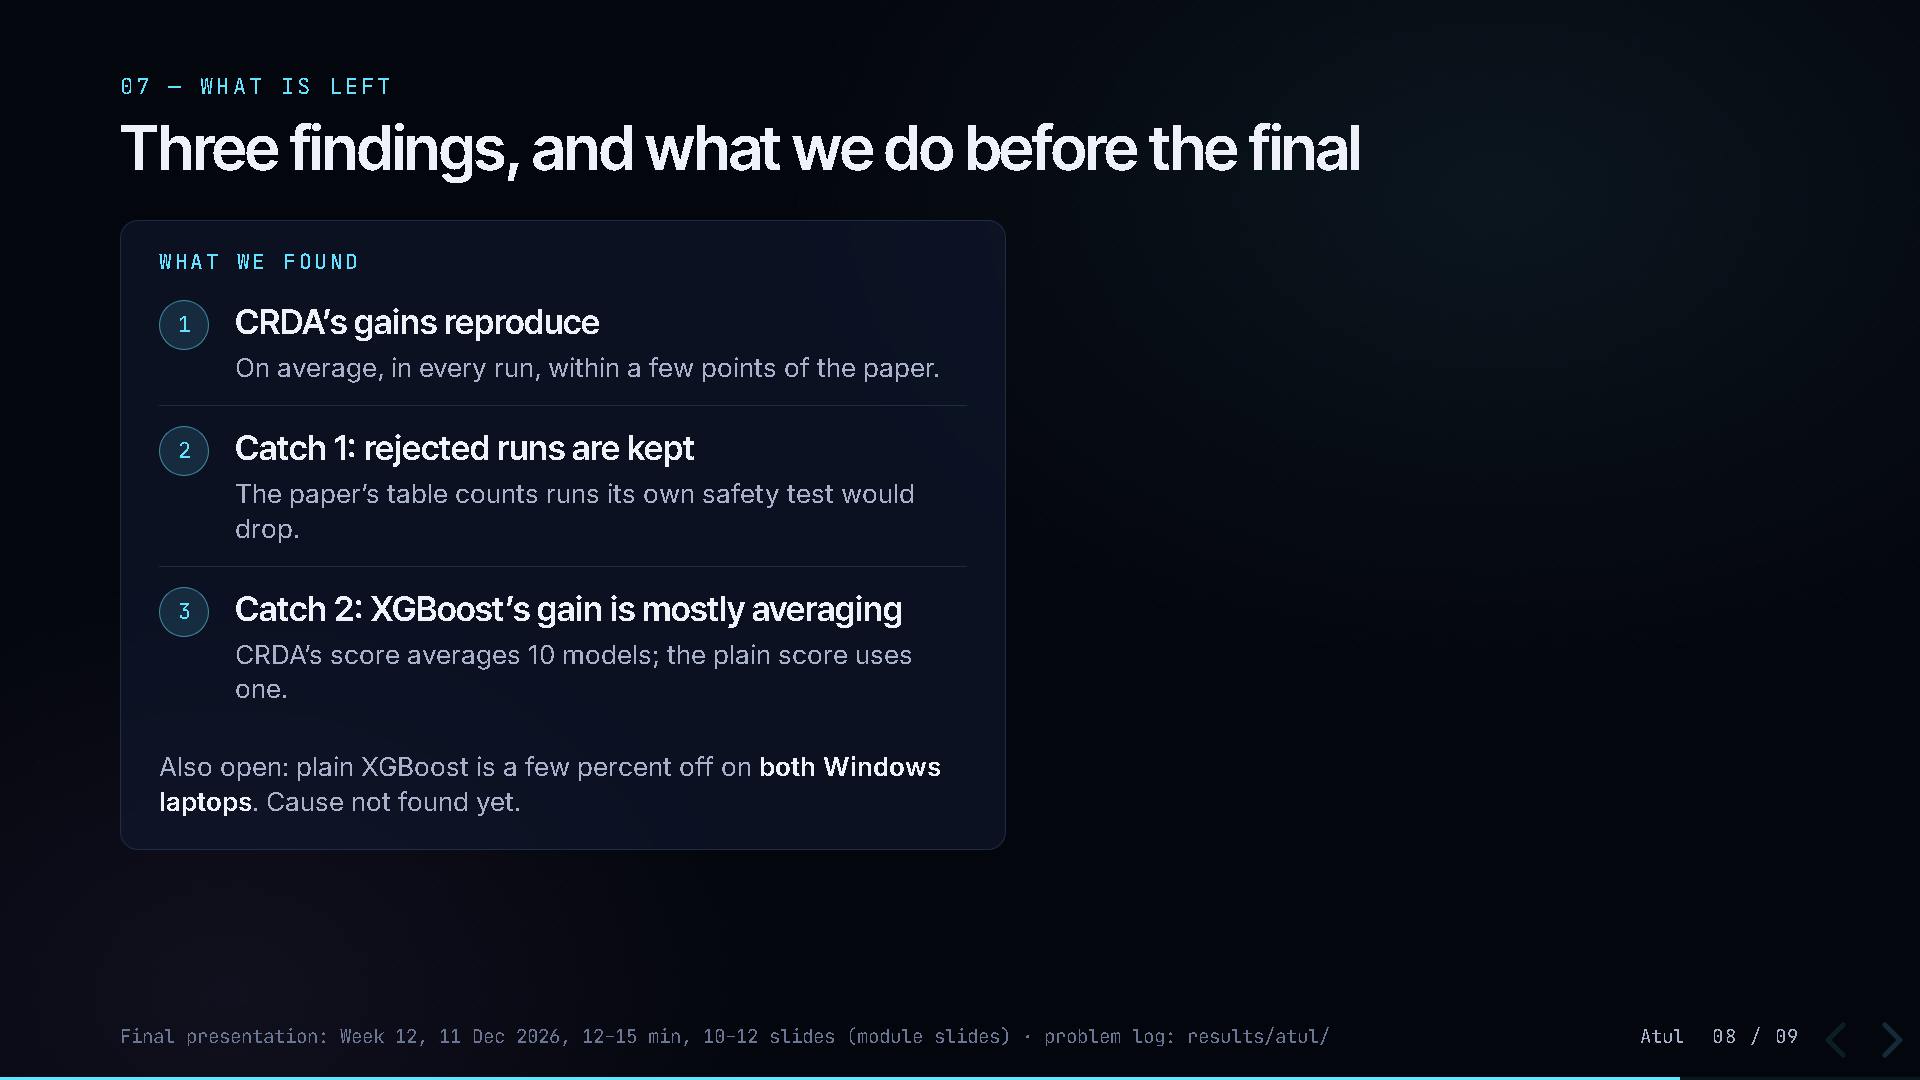 07 — WHAT IS LEFT
Three findings, and what we do before the final
WHAT WE FOUND
1
CRDA’s gains reproduce
On average, in every run, within a few points of the paper.
2
Catch 1: rejected runs are kept
The paper’s table counts runs its own safety test would
drop.
3
Catch 2: XGBoost’s gain is mostly averaging
CRDA’s score averages 10 models; the plain score uses
one.
Also open: plain XGBoost is a few percent off on both Windows
laptops. Cause not found yet.
Final presentation: Week 12, 11 Dec 2026, 12–15 min, 10–12 slides (module slides) · problem log: results/atul/
Atul 08 / 09